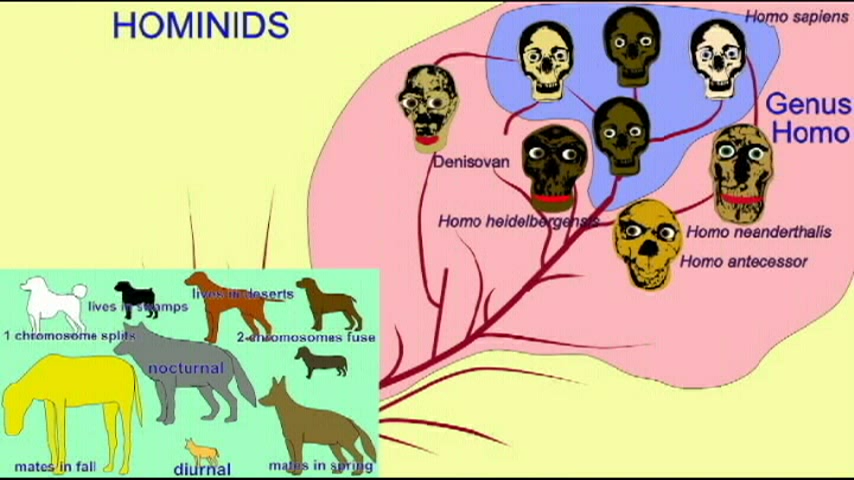 HOMINIDS
Homo sapiens
Genus
Homo
Denisovan
Homo heidelbergensis
Homo neanderthalis
Homo antecessor
lives in deserts
lives in swamps
1 chromosome splits
2 chromosomes fuse
nocturnal
mates in fall
diurnal
mates in spring